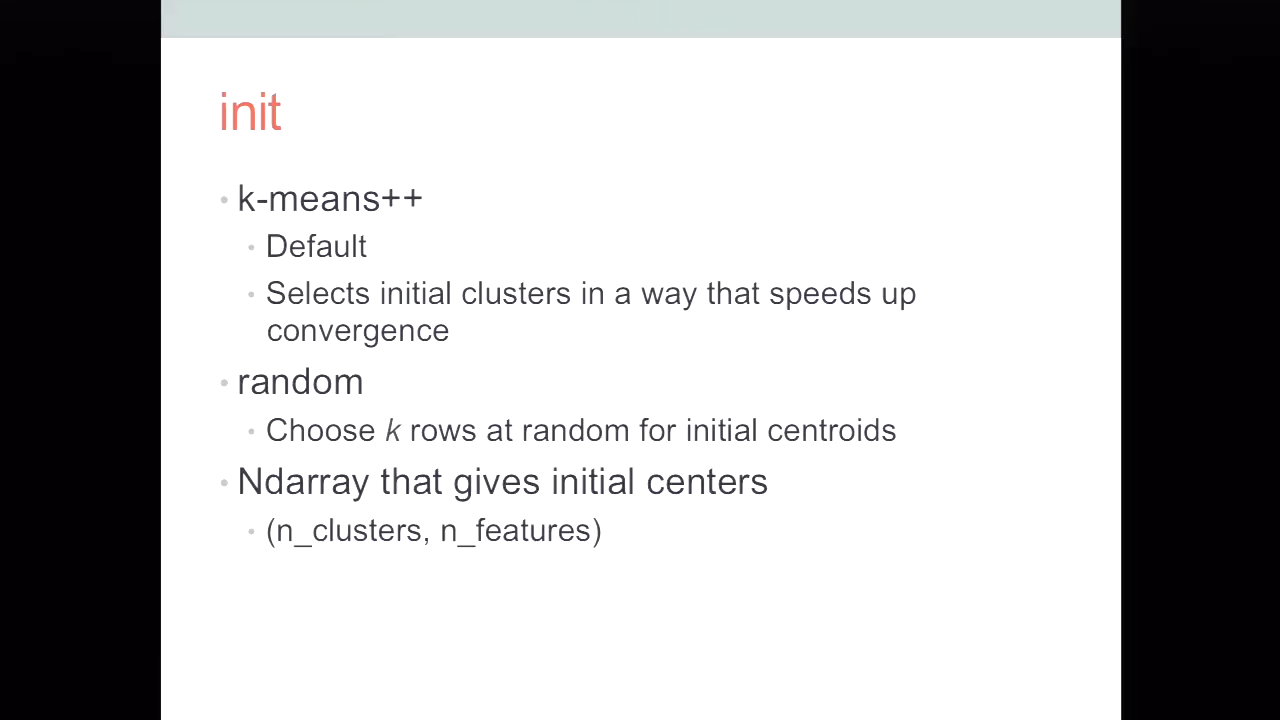 init
• k-means++
• Default
• Selects initial clusters in a way that speeds up
convergence
• random
• Choose k rows at random for initial centroids
• Ndarray that gives initial centers
• (n_clusters, n_features)